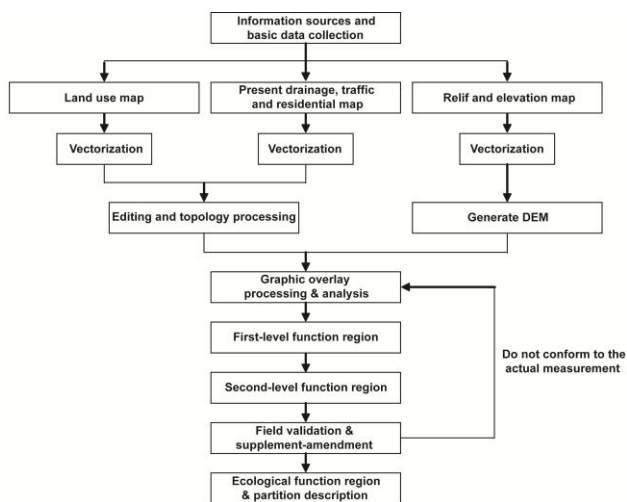 Information sources and
basic data collection
Land use map
Present drainage, traffic
and residential map
Relif and elevation map
Vectorization
Vectorization
Vectorization
Editing and topology processing
Generate DEM
Graphic overlay
processing & analysis
First-level function region
Do not conform to the
actual measurement
Second-level function region
Field validation &
supplement-amendment
Ecological function region
& partition description